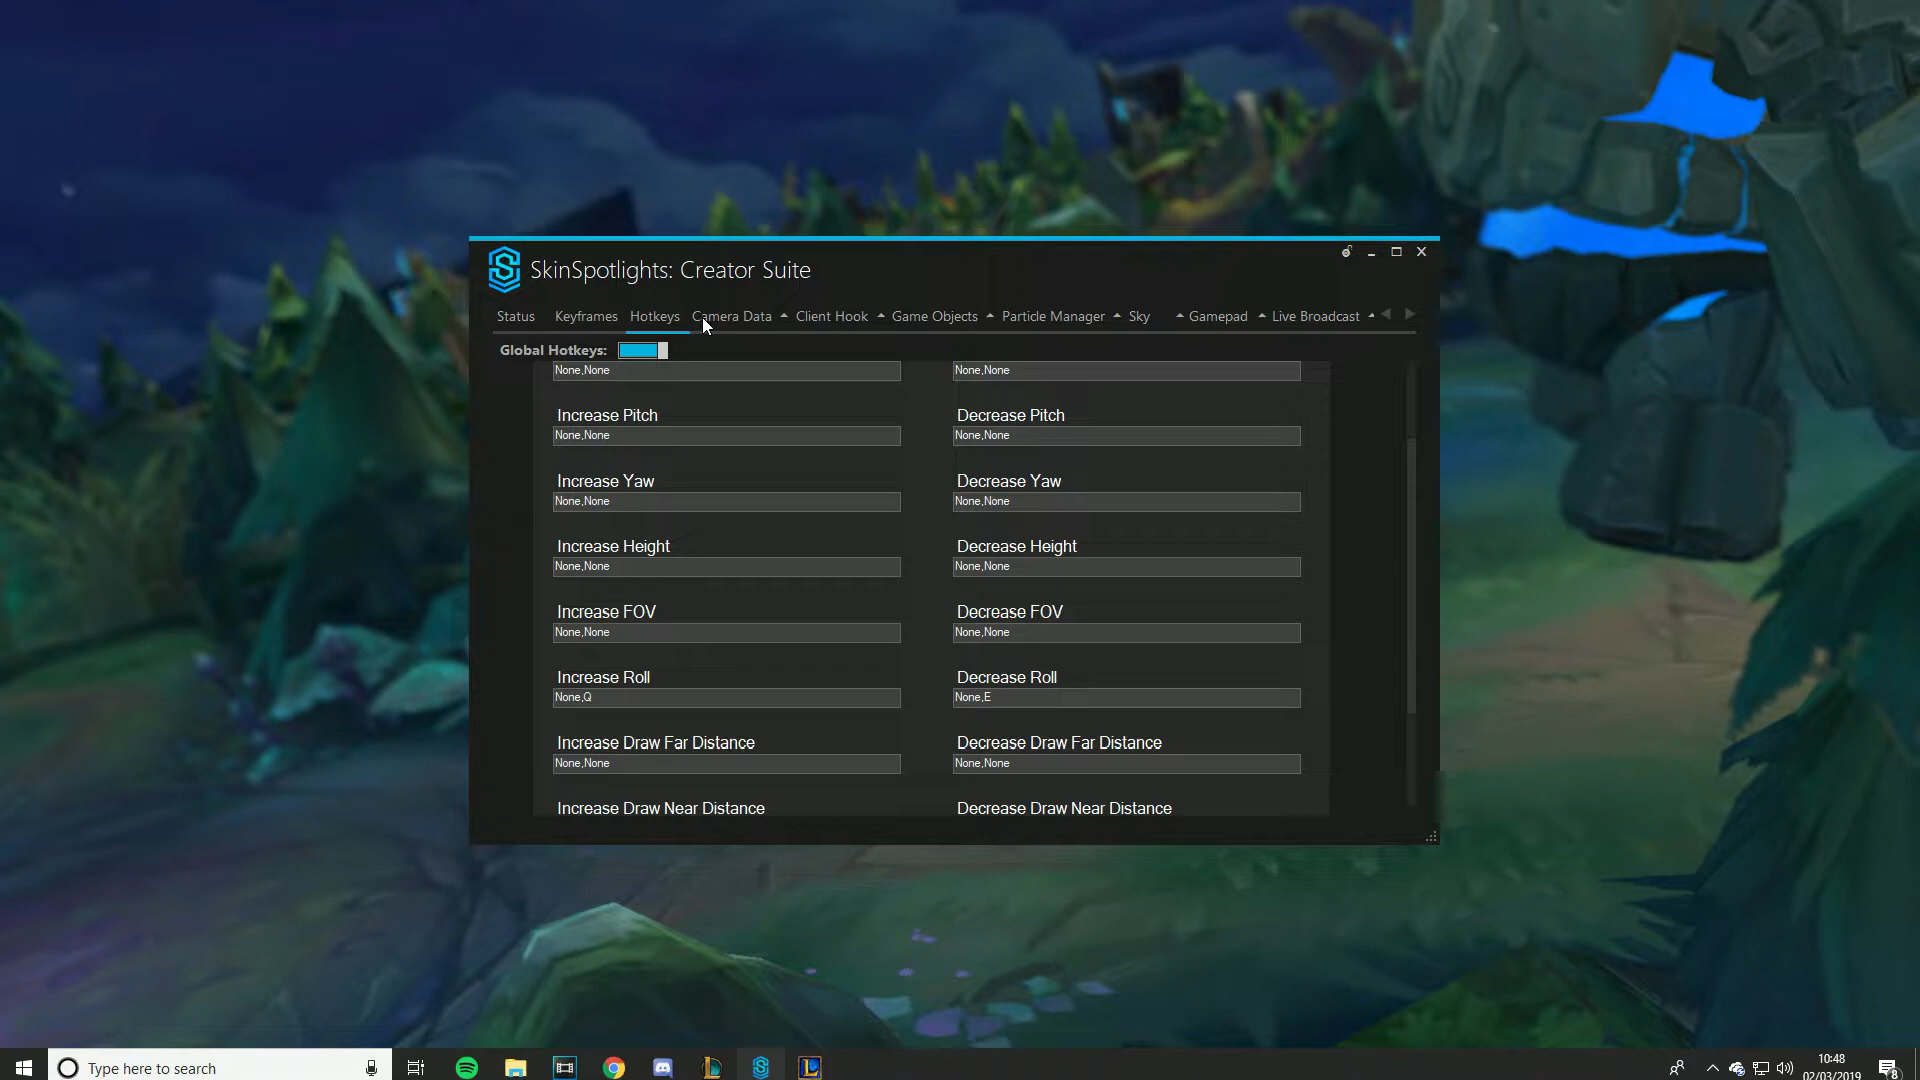 SkinSpotlights: Creator Suite
Status Keyframes Hotkeys Camera Data Client Hook Game Objects Particle Manager Sky Gamepad Live Broadcast
Global Hotkeys:
None,None None,None
Increase Pitch Decrease Pitch
None,None None,None
Increase Yaw Decrease Yaw
None,None None,None
Increase Height Decrease Height
None,None None,None
Increase FOV Decrease FOV
None,None None,None
Increase Roll Decrease Roll
None,Q None,E
Increase Draw Far Distance Decrease Draw Far Distance
None,None None,None
Increase Draw Near Distance Decrease Draw Near Distance
Type here to search
10:48
02/03/2019
8